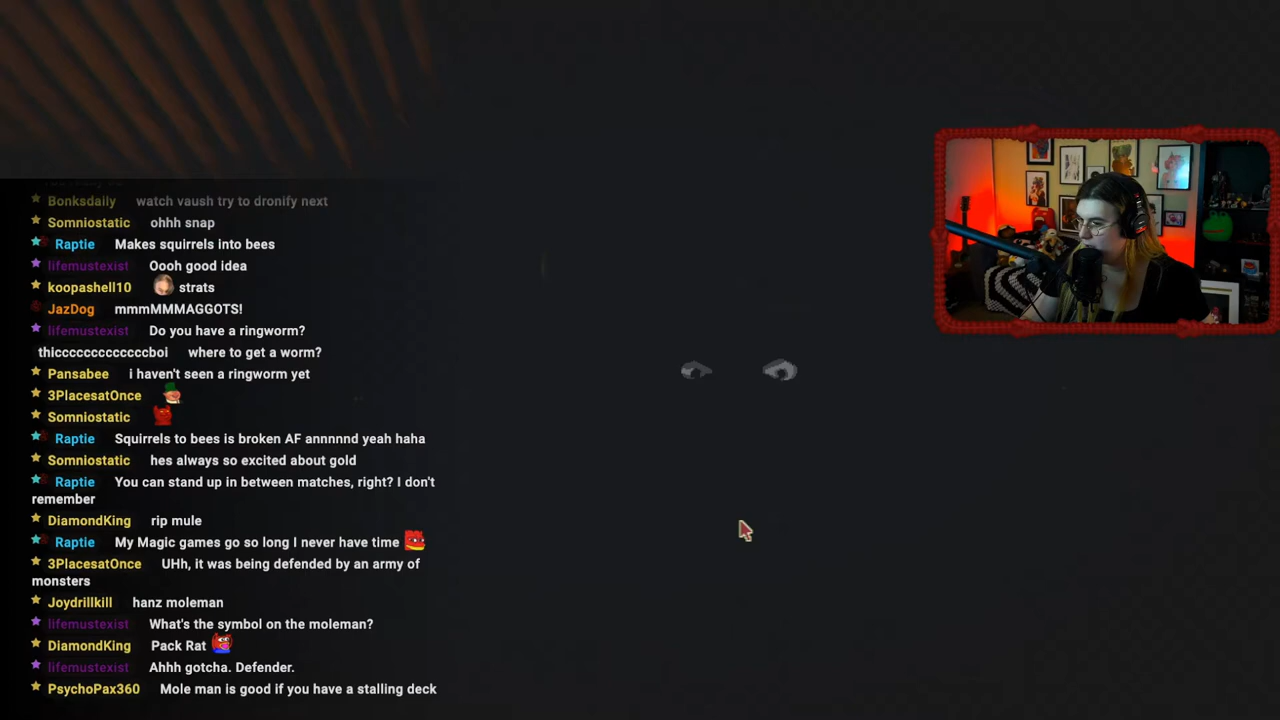 Bonksdaily watch vaush try to dronify next
Somniostatic ohhh snap
Raptie Makes squirrels into bees
lifemustexist Oooh good idea
koopashell10 strats
JazDog mmmMMMAGGOTS!
lifemustexist Do you have a ringworm?
thicccccccccccccboi where to get a worm?
Pansabee i haven't seen a ringworm yet
3PlacesatOnce
Somniostatic
Raptie Squirrels to bees is broken AF annnnnd yeah haha
Somniostatic hes always so excited about gold
Raptie You can stand up in between matches, right? I don't
remember
DiamondKing rip mule
Raptie My Magic games go so long I never have time
3PlacesatOnce UHh, it was being defended by an army of
monsters
Joydrillkill hanz moleman
lifemustexist What's the symbol on the moleman?
DiamondKing Pack Rat
lifemustexist Ahhh gotcha. Defender.
PsychoPax360 Mole man is good if you have a stalling deck